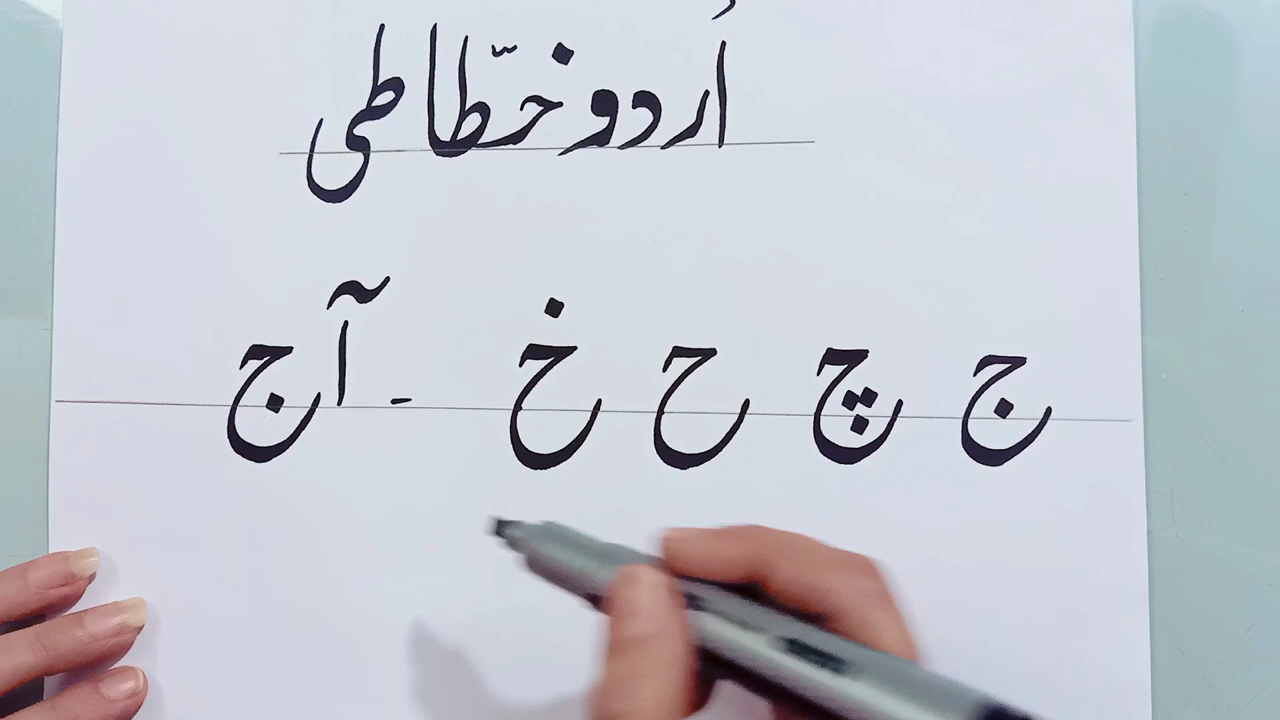 اُردو خطّاطی
ج چ ح خ ۔ آج